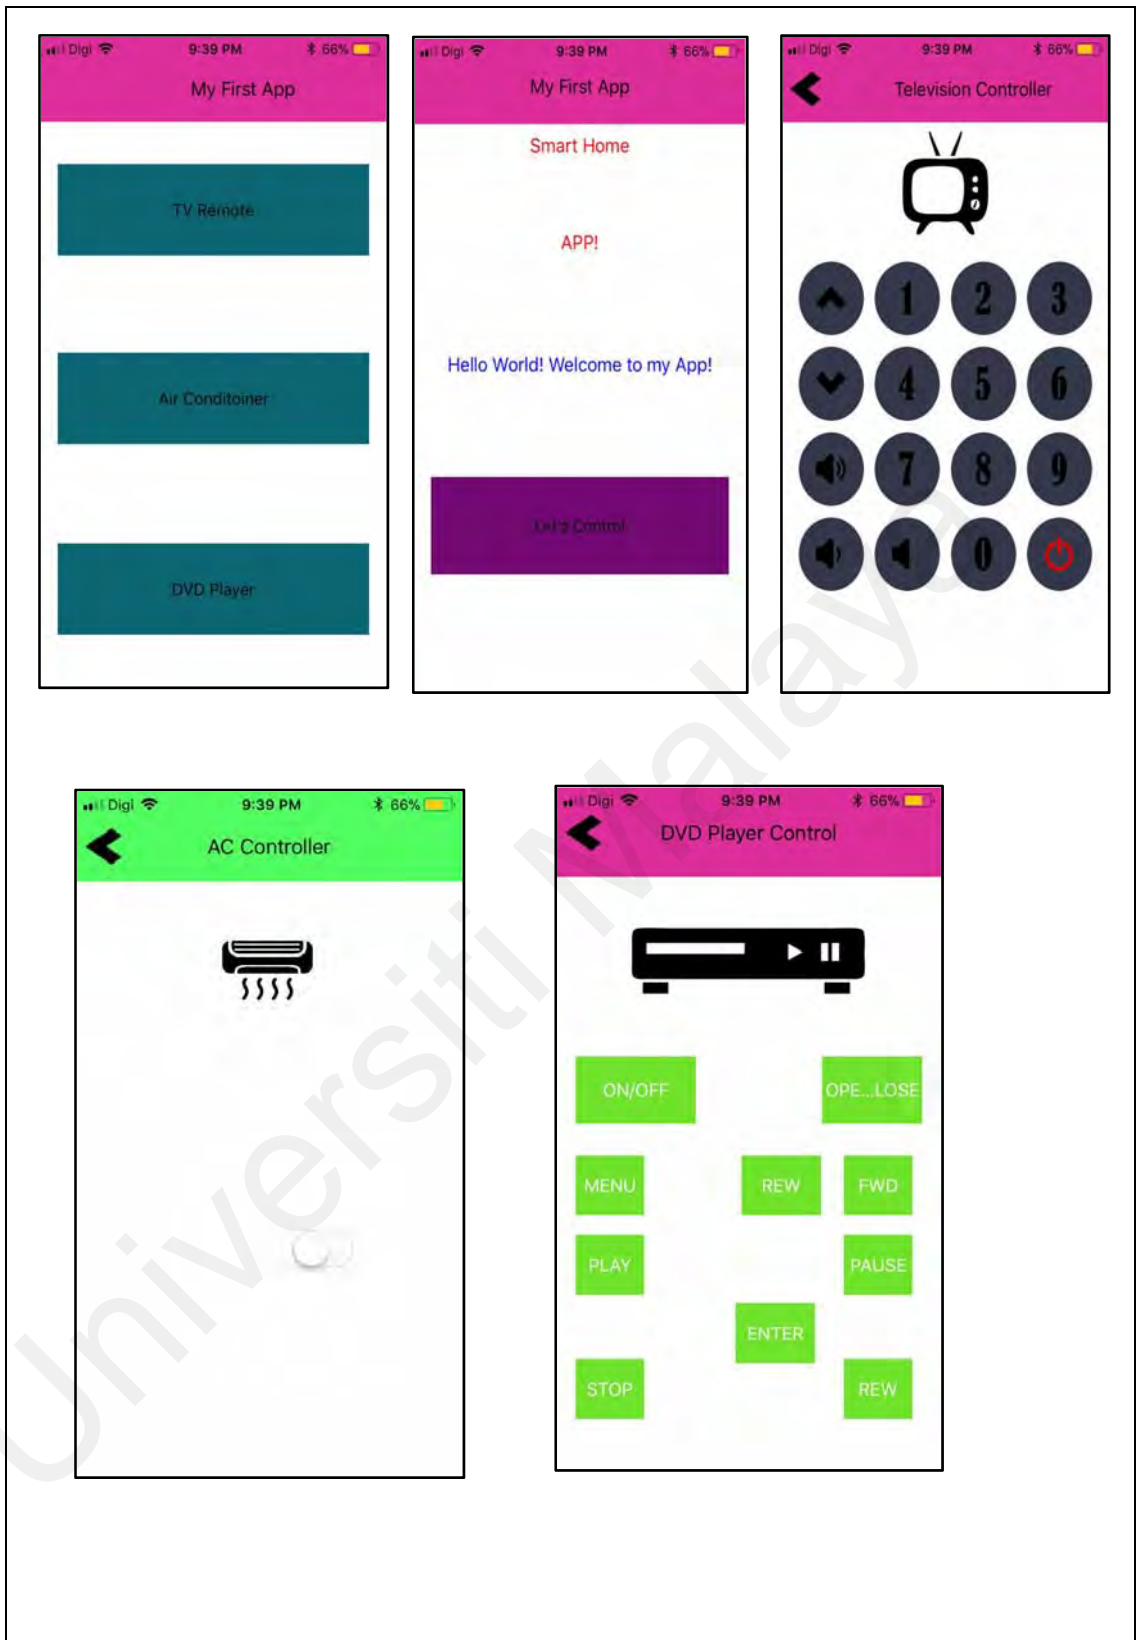 Digi 9:39 PM 66%
My First App
TV Remote
Air Conditoiner
DVD Player
Digi 9:39 PM 66%
My First App
Smart Home
APP!
Hello World! Welcome to my App!
Let's Control
Digi 9:39 PM 66%
Television Controller
1 2 3
4 5 6
7 8 9
0
Digi 9:39 PM 66%
AC Controller
Digi 9:39 PM 66%
DVD Player Control
ON/OFF OPE...LOSE
MENU REW FWD
PLAY PAUSE
ENTER
STOP REW
Universiti Malaya